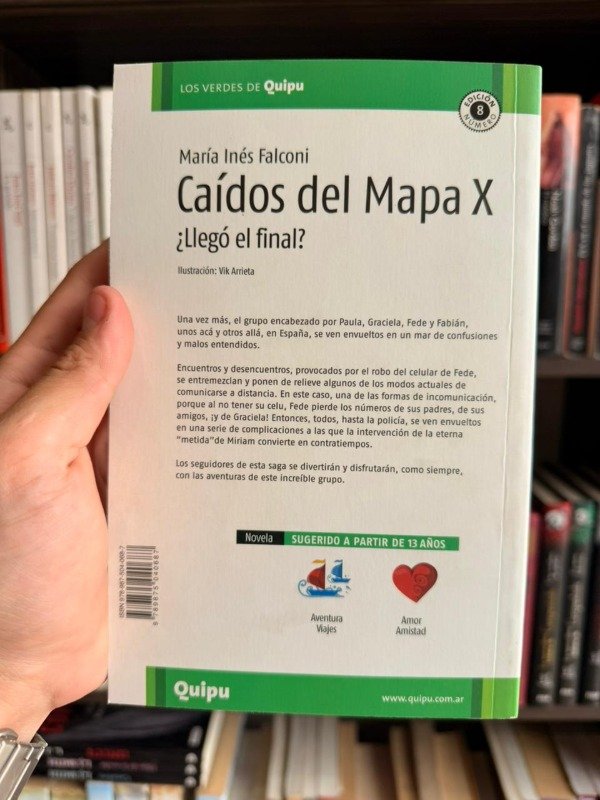 LOS VERDES DE Quipu
EDICIÓN
8
NÚMERO
María Inés Falconi
Caídos del Mapa X
¿Llegó el final?
Ilustración: Vik Arrieta
Una vez más, el grupo encabezado por Paula, Graciela, Fede y Fabián,
unos acá y otros allá, en España, se ven envueltos en un mar de confusiones
y malos entendidos.
Encuentros y desencuentros, provocados por el robo del celular de Fede,
se entremezclan y ponen de relieve algunos de los modos actuales de
comunicarse a distancia. En este caso, una de las formas de incomunicación,
porque al no tener su celu, Fede pierde los números de sus padres, de sus
amigos, ¡y de Graciela! Entonces, todos, hasta la policía, se ven envueltos
en una serie de complicaciones a las que la intervención de la eterna
“metida”de Miriam convierte en contratiempos.
Los seguidores de esta saga se divertirán y disfrutarán, como siempre,
con las aventuras de este increíble grupo.
Novela SUGERIDO A PARTIR DE 13 AÑOS
Aventura
Viajes
Amor
Amistad
ISBN 978-987-504-068-7
9789875040687
Quipu
www.quipu.com.ar